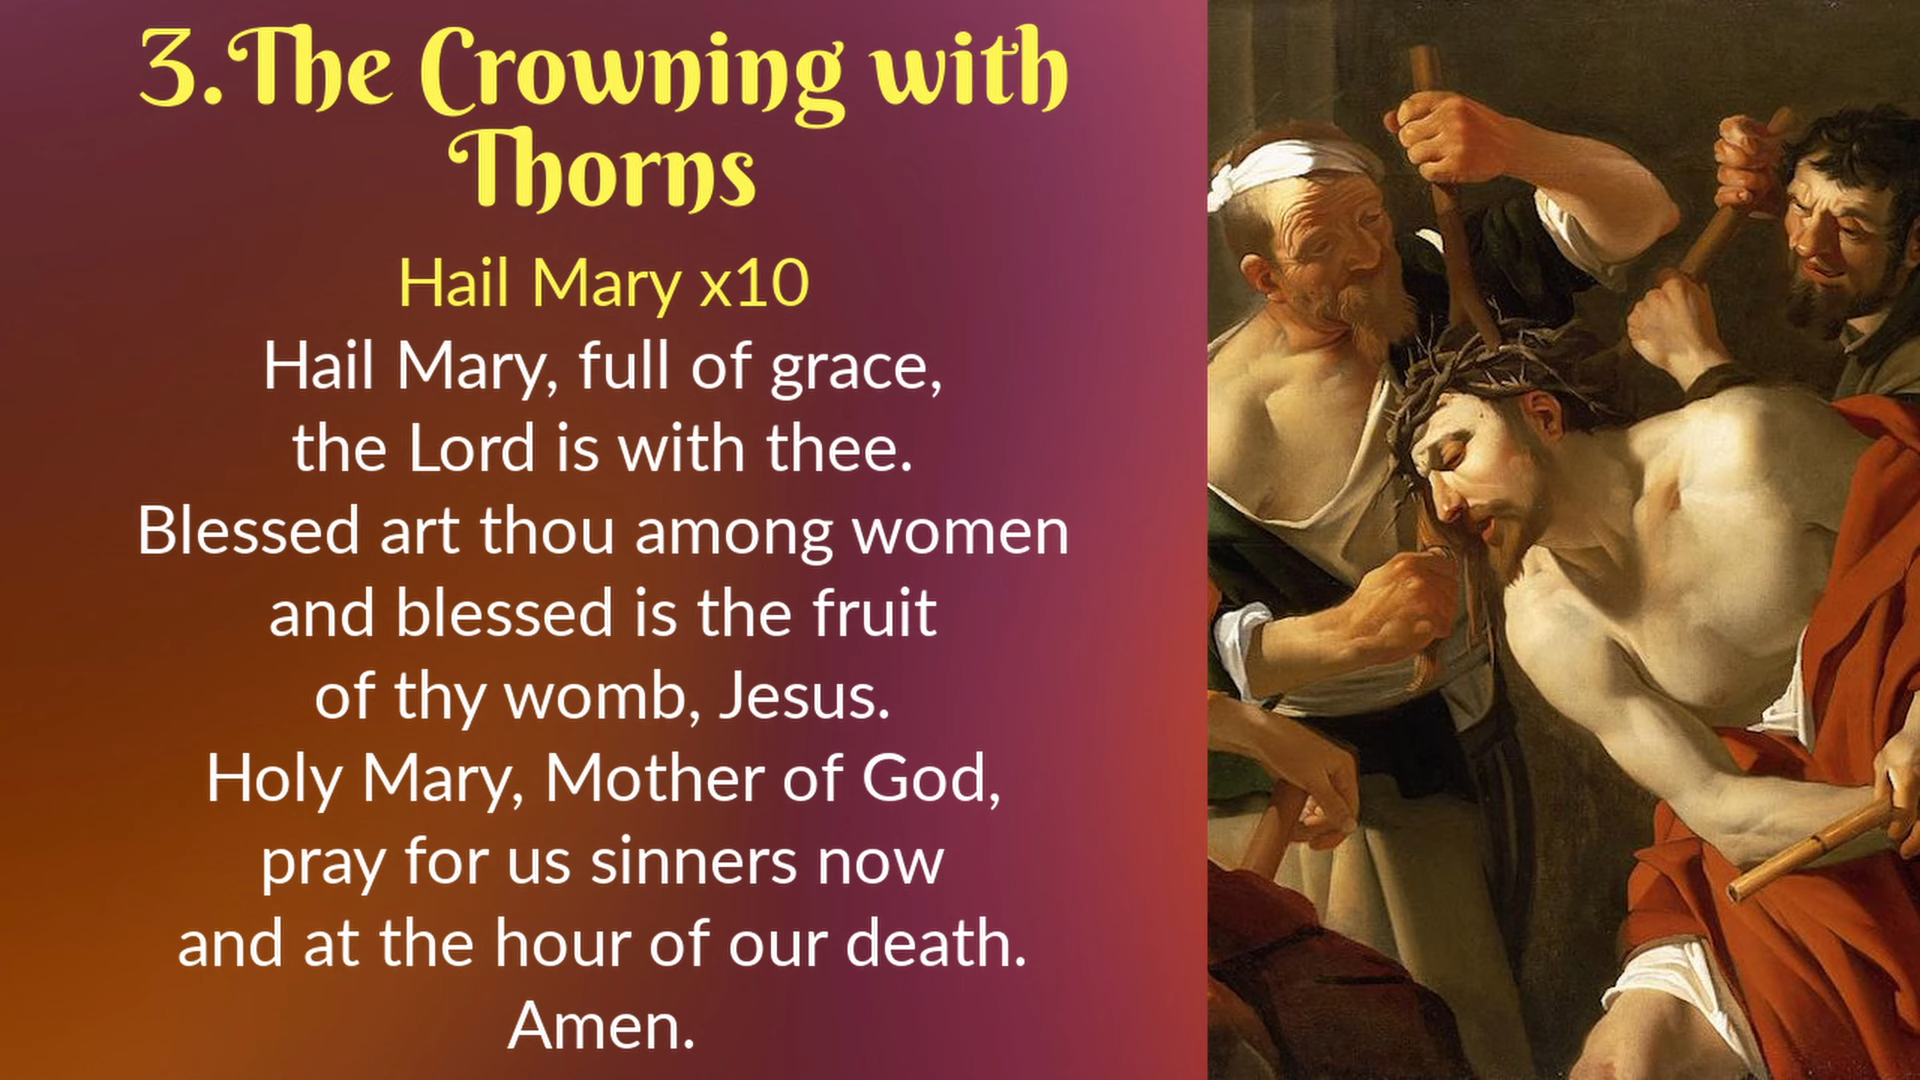 3.The Crowning with
Thorns
Hail Mary x10
Hail Mary, full of grace,
the Lord is with thee.
Blessed art thou among women
and blessed is the fruit
of thy womb, Jesus.
Holy Mary, Mother of God,
pray for us sinners now
and at the hour of our death.
Amen.